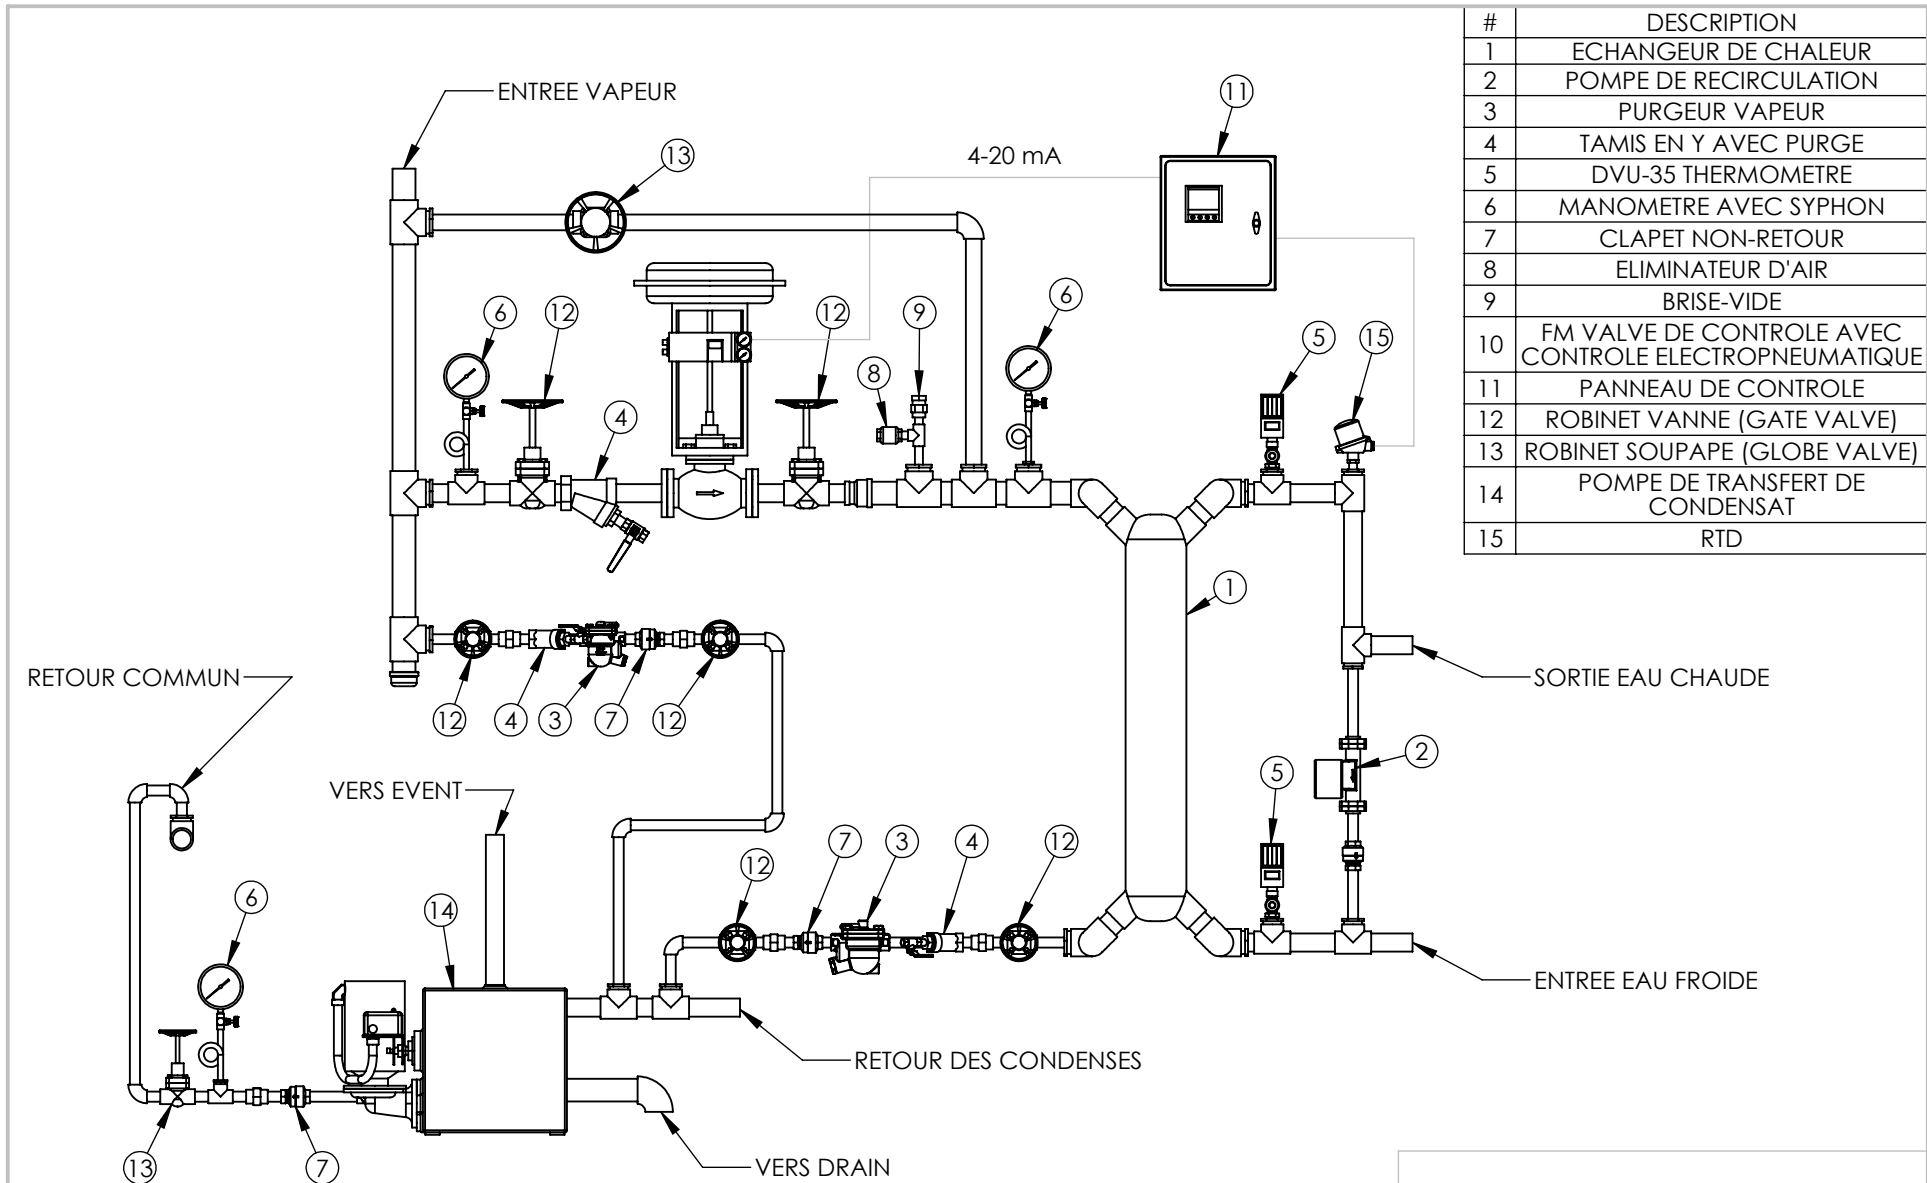 # DESCRIPTION
1 ECHANGEUR DE CHALEUR
2 POMPE DE RECIRCULATION
3 PURGEUR VAPEUR
4 TAMIS EN Y AVEC PURGE
5 DVU-35 THERMOMETRE
6 MANOMETRE AVEC SYPHON
7 CLAPET NON-RETOUR
8 ELIMINATEUR D'AIR
9 BRISE-VIDE
10 FM VALVE DE CONTROLE AVEC
CONTROLE ELECTROPNEUMATIQUE
11 PANNEAU DE CONTROLE
12 ROBINET VANNE (GATE VALVE)
13 ROBINET SOUPAPE (GLOBE VALVE)
14 POMPE DE TRANSFERT DE
CONDENSAT
15 RTD
ENTREE VAPEUR
11
13
4-20 mA
6
12
12
9
6
5
15
8
4
1
RETOUR COMMUN
SORTIE EAU CHAUDE
12
4
3
7
12
2
5
VERS EVENT
7
3
4
12
12
6
14
ENTREE EAU FROIDE
RETOUR DES CONDENSES
13
7
VERS DRAIN